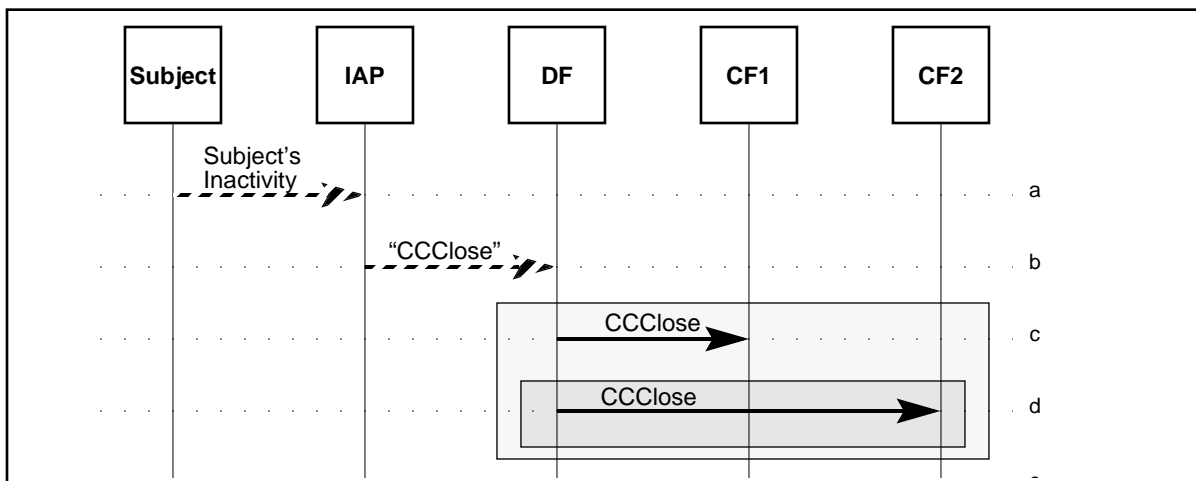 Subject IAP DF CF1 CF2
Subject's
Inactivity
a
“CCClose”
b
CCClose
c
CCClose
d